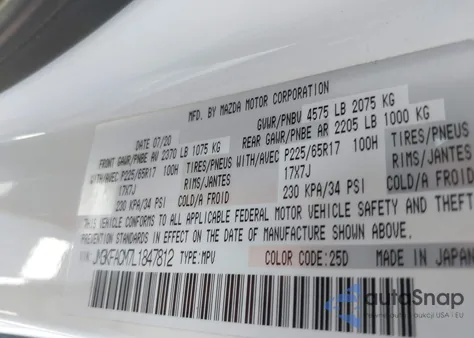 MFD. BY MAZDA MOTOR CORPORATION
DATE 07/20 GVWR/PNBV 4575 LB 2075 KG
FRONT GAWR/PNBE AV 2370 LB 1075 KG REAR GAWR/PNBE AR 2205 LB 1000 KG
WITH/AVEC P225/65R17 100H TIRES/PNEUS WITH/AVEC P225/65R17 100H TIRES/PNEUS
17X7J RIMS/JANTES 17X7J RIMS/JANTES
230 KPA/34 PSI COLD/A FROID 230 KPA/34 PSI COLD/A FROID
THIS VEHICLE CONFORMS TO ALL APPLICABLE FEDERAL MOTOR VEHICLE SAFETY AND THEFT
PREVENTION STANDARDS IN EFFECT ON THE DATE OF MANUFACTURE SHOWN ABOVE.
JM3KFACM7L1847812 TYPE:MPV COLOR CODE:25D MADE IN JAPAN
autoSnap